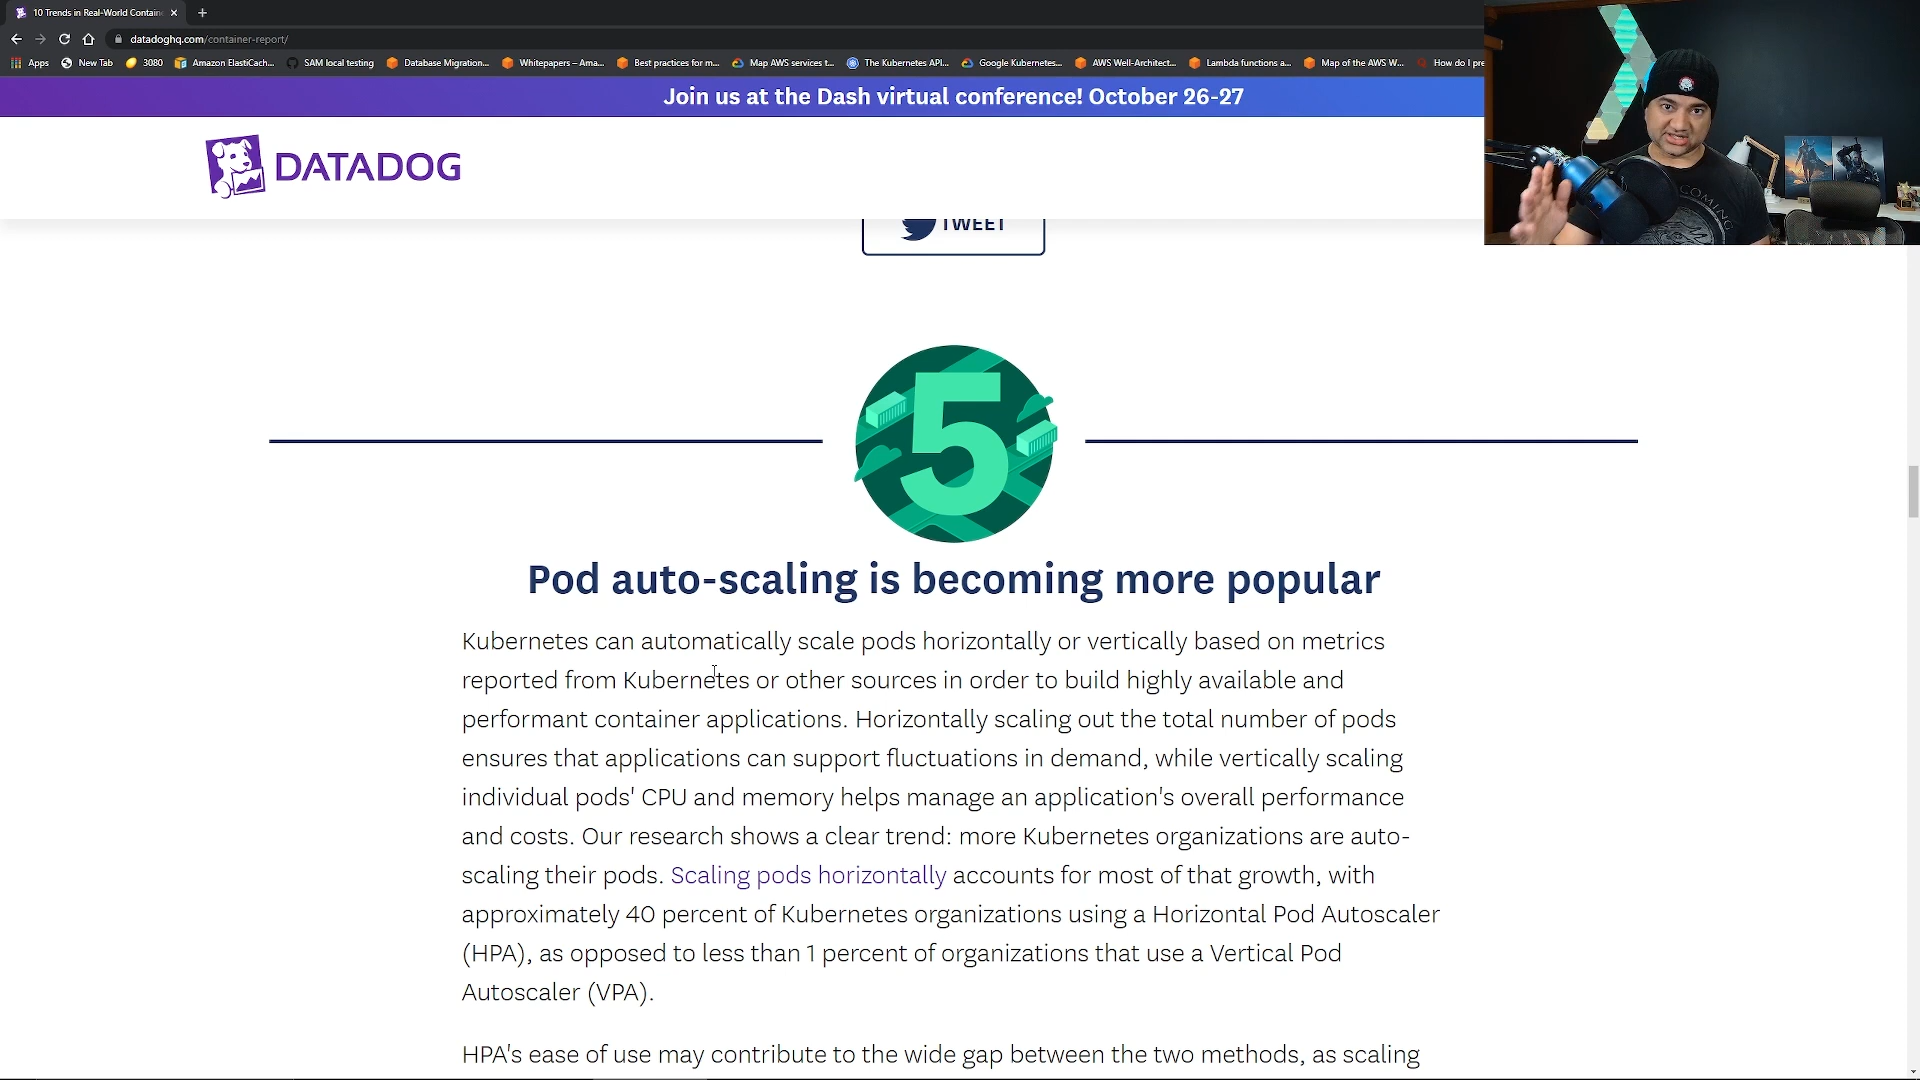 10 Trends in Real-World Contain
datadoghq.com/container-report/
Apps New Tab 3080 Amazon ElastiCach... SAM local testing Database Migration... Whitepapers – Ama... Best practices for m... Map AWS services t... The Kubernetes API... Google Kubernetes... AWS Well-Architect... Lambda functions a... Map of the AWS W... How do I pre
Join us at the Dash virtual conference! October 26-27
DATADOG
TWEET
COMING
5
Pod auto-scaling is becoming more popular
Kubernetes can automatically scale pods horizontally or vertically based on metrics
reported from Kubernetes or other sources in order to build highly available and
performant container applications. Horizontally scaling out the total number of pods
ensures that applications can support fluctuations in demand, while vertically scaling
individual pods' CPU and memory helps manage an application's overall performance
and costs. Our research shows a clear trend: more Kubernetes organizations are auto-
scaling their pods. Scaling pods horizontally accounts for most of that growth, with
approximately 40 percent of Kubernetes organizations using a Horizontal Pod Autoscaler
(HPA), as opposed to less than 1 percent of organizations that use a Vertical Pod
Autoscaler (VPA).
HPA's ease of use may contribute to the wide gap between the two methods, as scaling